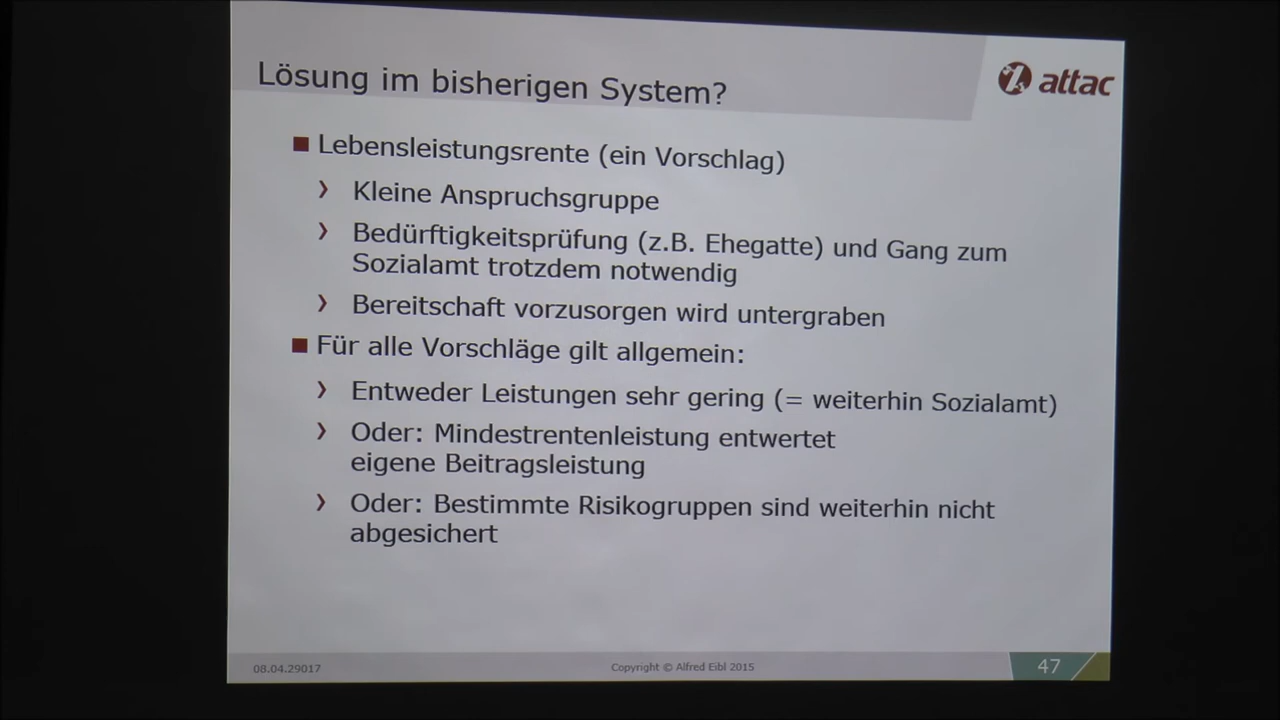 Lösung im bisherigen System?
attac
Lebensleistungsrente (ein Vorschlag)
Kleine Anspruchsgruppe
Bedürftigkeitsprüfung (z.B. Ehegatte) und Gang zum
Sozialamt trotzdem notwendig
Bereitschaft vorzusorgen wird untergraben
Für alle Vorschläge gilt allgemein:
Entweder Leistungen sehr gering (= weiterhin Sozialamt)
Oder: Mindestrentenleistung entwertet
eigene Beitragsleistung
Oder: Bestimmte Risikogruppen sind weiterhin nicht
abgesichert
08.04.29017
Copyright © Alfred Eibl 2015
47